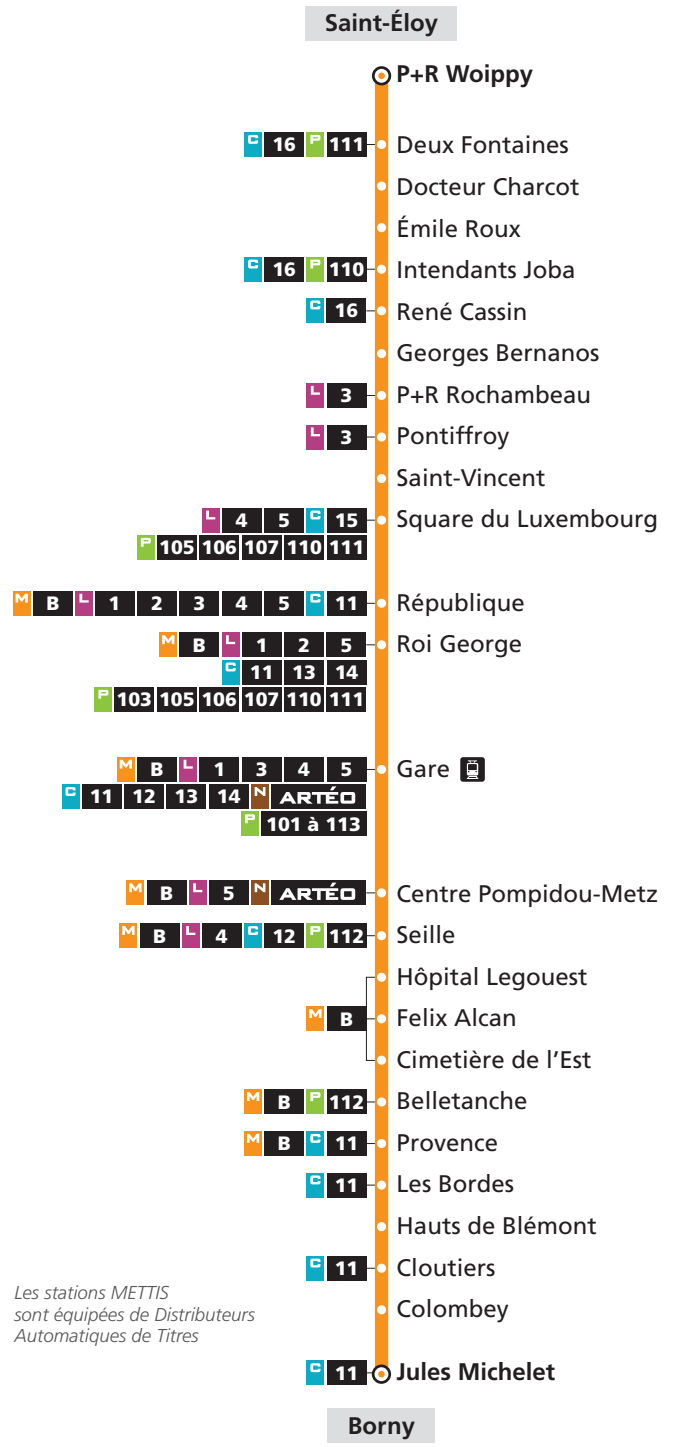 Saint-Éloy
P+R Woippy
C 16 P 111 Deux Fontaines
Docteur Charcot
Émile Roux
C 16 P 110 Intendants Joba
C 16 René Cassin
Georges Bernanos
L 3 P+R Rochambeau
L 3 Pontiffroy
Saint-Vincent
L 4 5 C 15 Square du Luxembourg
P 105 106 107 110 111
M B L 1 2 3 4 5 C 11 République
M B L 1 2 5 Roi George
C 11 13 14
P 103 105 106 107 110 111
M B L 1 3 4 5 Gare
C 11 12 13 14 N ARTÉO
P 101 à 113
M B L 5 N ARTÉO Centre Pompidou-Metz
M B L 4 C 12 P 112 Seille
Hôpital Legouest
M B Felix Alcan
Cimetière de l'Est
M B P 112 Belletanche
M B C 11 Provence
C 11 Les Bordes
Hauts de Blémont
C 11 Cloutiers
Colombey
Les stations METTIS
sont équipées de Distributeurs
Automatiques de Titres
C 11 Jules Michelet
Borny